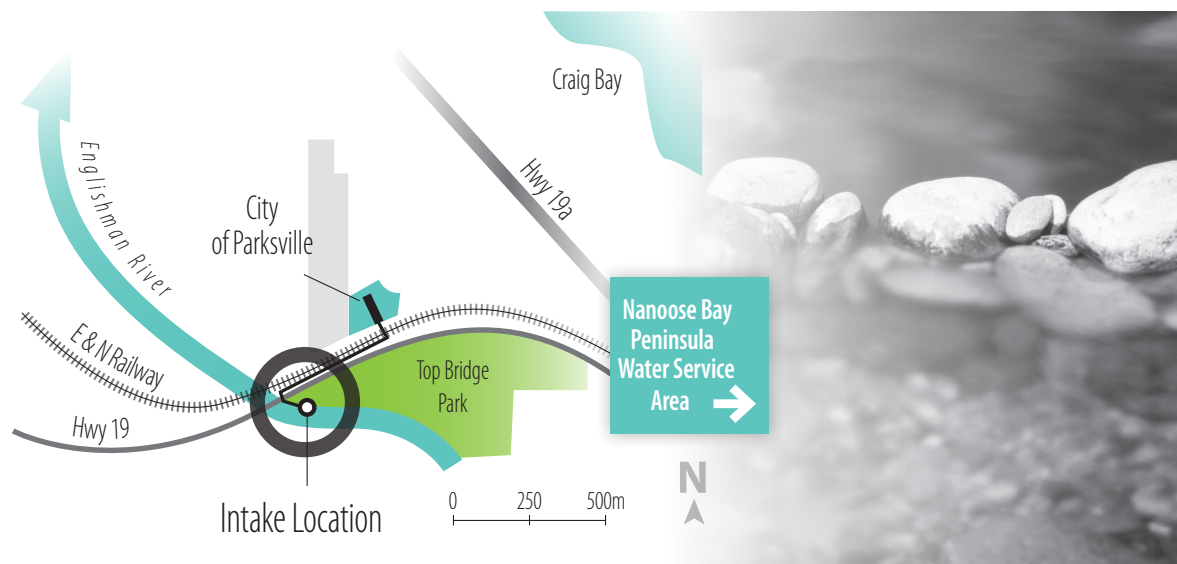 Craig Bay
Hwy 19a
Englishman River
City
of Parksville
E & N Railway
Hwy 19
Top Bridge
Park
Nanoose Bay
Peninsula
Water Service
Area
Intake Location
0 250 500m
N